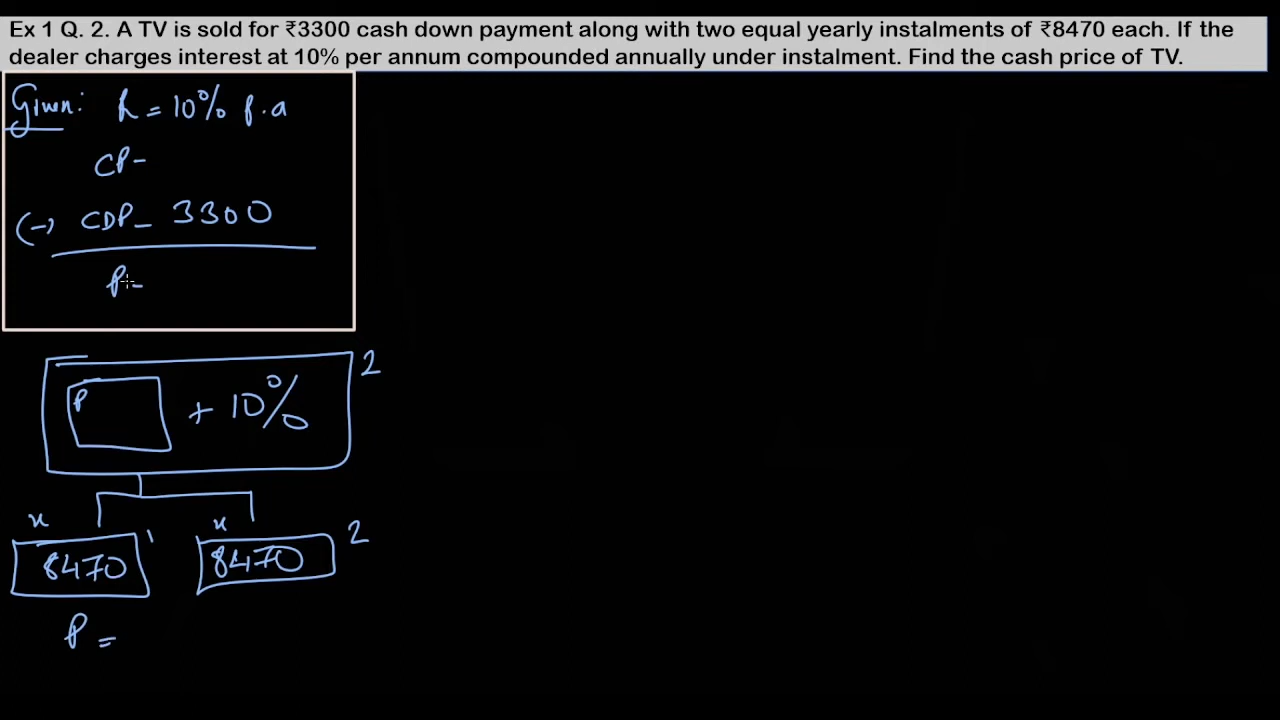 Ex 1 Q. 2. A TV is sold for ₹3300 cash down payment along with two equal yearly instalments of ₹8470 each. If the
dealer charges interest at 10% per annum compounded annually under instalment. Find the cash price of TV.
Given: R = 10% p.a
CP-
(-) CDP- 3300
P-
2
P + 10%
x x
8470 1 8470 2
P =